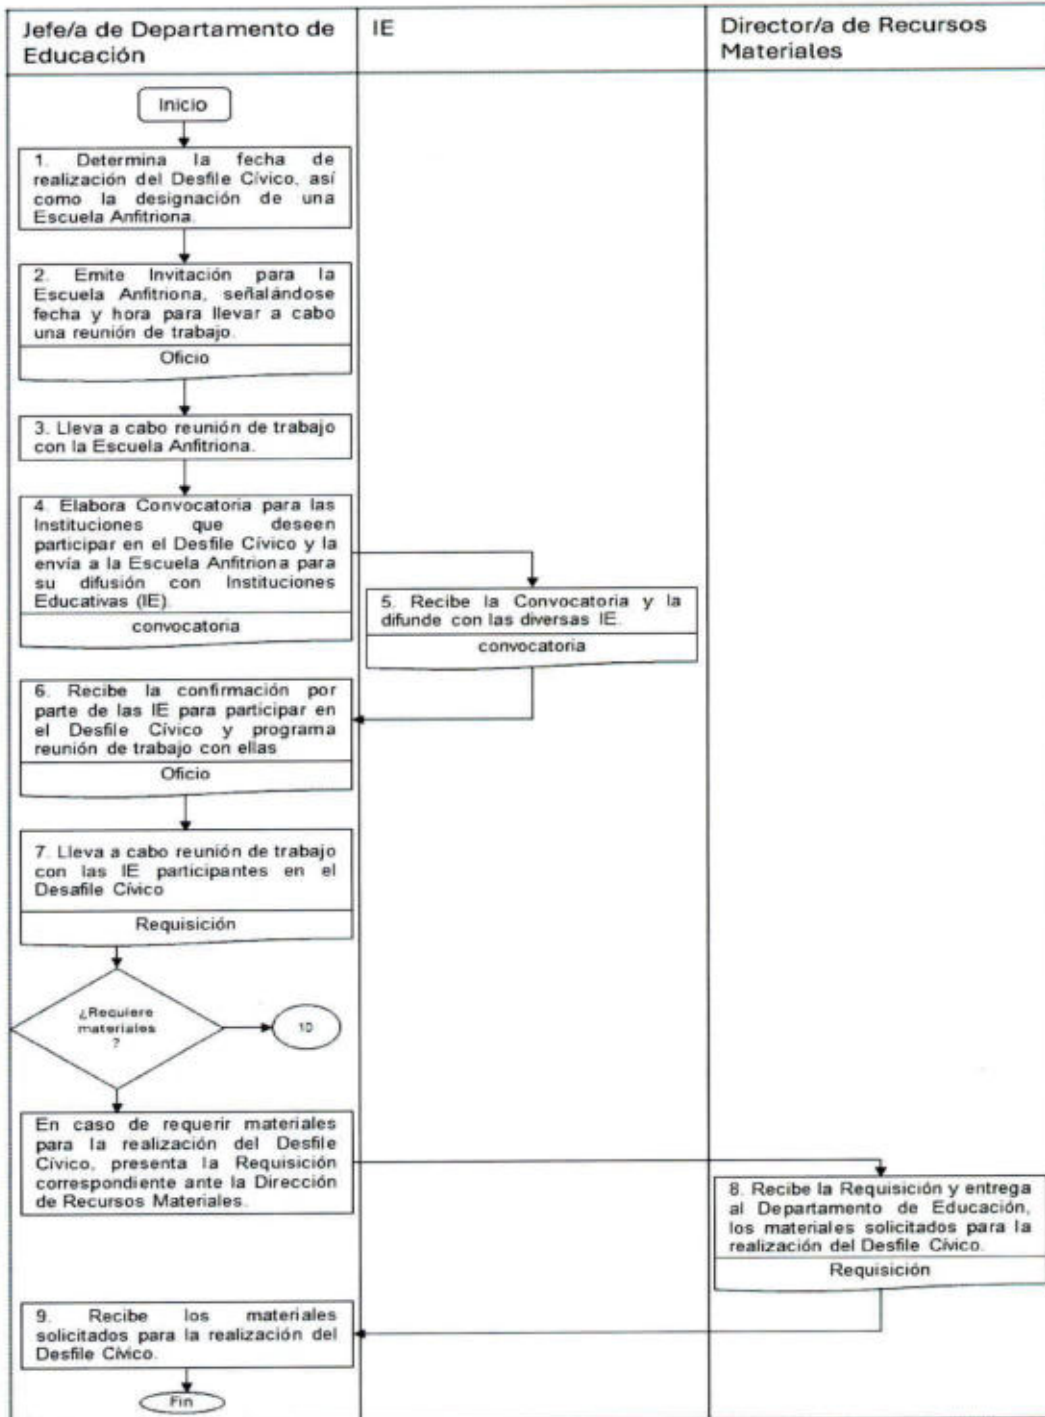 Jefe/a de Departamento de
Educación
IE
Director/a de Recursos
Materiales
Inicio
1. Determina la fecha de
realización del Desfile Cívico, así
como la designación de una
Escuela Anfitriona.
2. Emite Invitación para la
Escuela Anfitriona, señalándose
fecha y hora para llevar a cabo
una reunión de trabajo.
Oficio
3. Lleva a cabo reunión de trabajo
con la Escuela Anfitriona.
4. Elabora Convocatoria para las
Instituciones que deseen
participar en el Desfile Cívico y la
envía a la Escuela Anfitriona para
su difusión con Instituciones
Educativas (IE).
convocatoria
5. Recibe la Convocatoria y la
difunde con las diversas IE.
convocatoria
6. Recibe la confirmación por
parte de las IE para participar en
el Desfile Cívico y programa
reunión de trabajo con ellas
Oficio
7. Lleva a cabo reunión de trabajo
con las IE participantes en el
Desafile Cívico
Requisición
¿Requiere
materiales
?
10
En caso de requerir materiales
para la realización del Desfile
Cívico, presenta la Requisición
correspondiente ante la Dirección
de Recursos Materiales.
8. Recibe la Requisición y entrega
al Departamento de Educación,
los materiales solicitados para la
realización del Desfile Cívico.
Requisición
9. Recibe los materiales
solicitados para la realización del
Desfile Cívico.
Fin